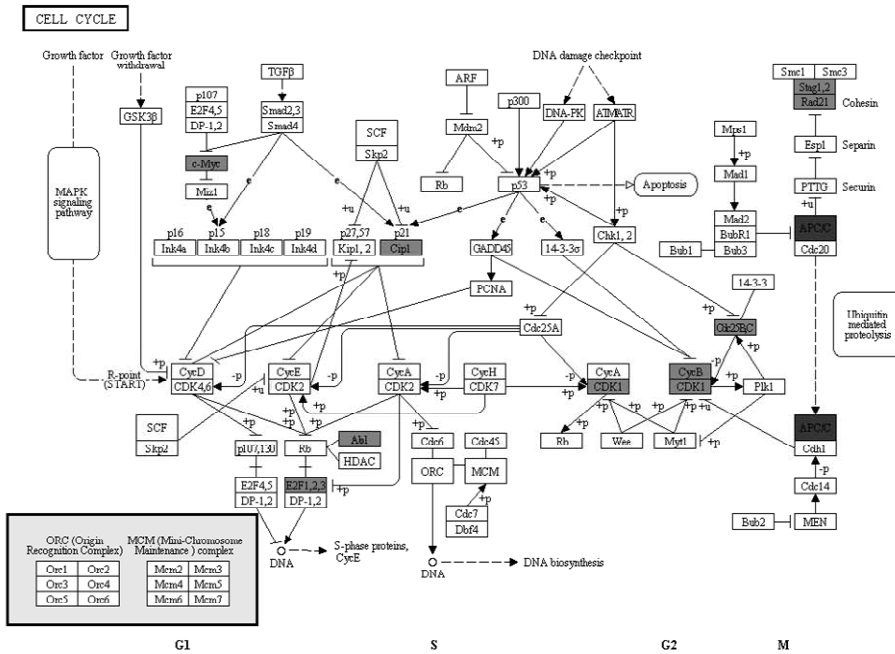 CELL CYCLE
Growth factor
Growth factor
withdrawal
GSK3β
MAPK
signaling
pathway
R-point
(START)
p107
E2F4,5
DP-1,2
c-Myc
Miz1
TGFβ
Smad2,3
Smad4
SCF
Skp2
ARF
Mdm2
Rb
p300
DNA damage checkpoint
DNA-PK
ATMATR
p53
Apoptosis
Mps1
Mad1
Mad2
BubR1
Bub3
Bub1
Smc1
Smc3
Stag1,2
Rad21
Cohesin
Esp1
Separin
PTTG
Securin
APC/C
Cdc20
e
e
e
e
e
+u
+u
+u
+p
+p
+p
+p
+p
p16
p15
p18
p19
p27,57
p21
Ink4a
Ink4b
Ink4c
Ink4d
Kip1, 2
Cip1
GADD45
14-3-3σ
Chk1, 2
PCNA
Cdc25A
14-3-3
Cdc25B,C
Ubiquitin
mediated
proteolysis
+p
+p
+p
-p
-p
-p
-p
-p
CycD
CDK4,6
CycE
CDK2
CycA
CDK2
CycH
CDK7
CycA
CDK1
CycB
CDK1
Plk1
+p
+p
+p
+p
+p
+p
+u
+u
SCF
Skp2
p107,130
Rb
Abl
HDAC
E2F4,5
DP-1,2
E2F1,2,3
DP-1,2
+p
Cdc6
Cdc45
ORC
MCM
Cdc7
Dbf4
+p
+p
Rb
Wee
Myt1
+p
+p
APC/C
Cdh1
-p
Cdc14
Bub2
MEN
DNA
S-phase proteins,
CycE
DNA
DNA biosynthesis
ORC (Origin
Recognition Complex)
MCM (Mini-Chromosome
Maintenance ) complex
Orc1
Orc2
Mcm2
Mcm3
Orc3
Orc4
Mcm4
Mcm5
Orc5
Orc6
Mcm6
Mcm7
G1
S
G2
M